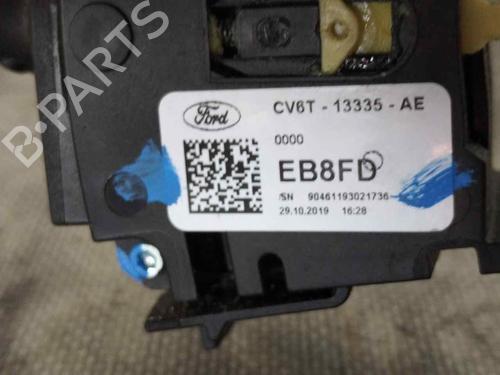 B-PARTS
Ford
CV6T - 13335 - AE
0000
EB8FD
/SN 90461193021736
29.10.2019 16:28